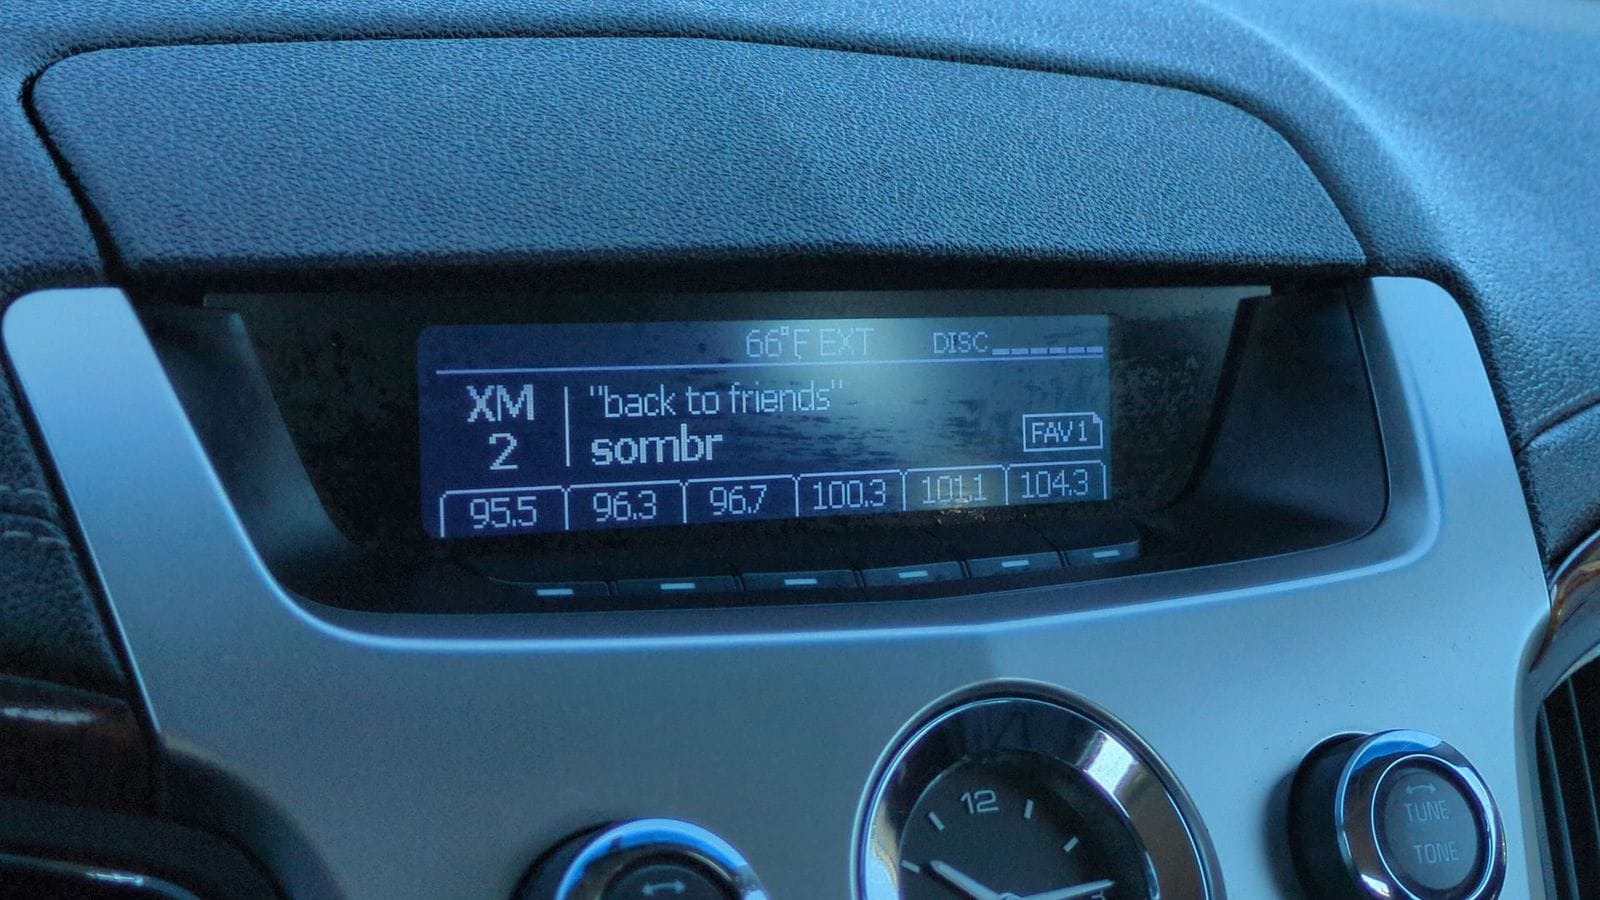 66°F EXT DISC
XM
2
"back to friends"
sombr
FAV 1
95.5 96.3 96.7 100.3 101.1 104.3
12
3
TUNE
TONE